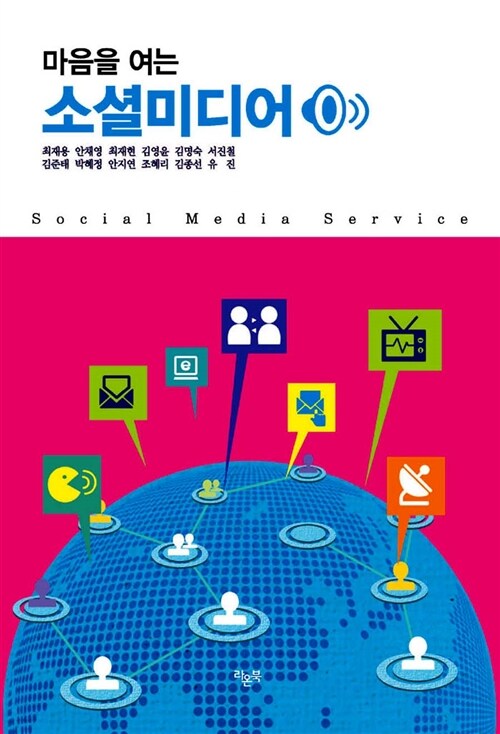 마음을 여는
소셜미디어
최재용 안재영 최재현 김영윤 김명숙 서진철
김준태 박혜정 안지연 조혜리 김종선 유 진
Social Media Service
e
라온북